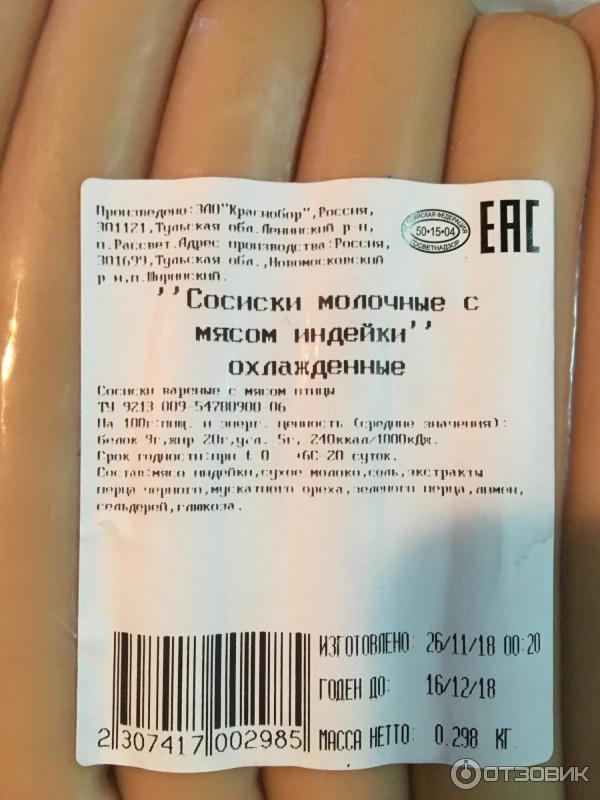 Произведено:ЗАО"Краснобор",Россия,
301121,Тульская обл.Ленинский р-н,
п.Рассвет.Адрес производства:Россия,
301699,Тульская обл.,Новомосковский
р-н,п.Ширинский.
РОССИЙСКАЯ ФЕДЕРАЦИЯ
50·15·04
ГОСВЕТНАДЗОР
ЕАС
''Сосиски молочные с
мясом индейки''
охлажденные
Сосиски вареные с мясом птицы
ТУ 9213-009-54780900-06
На 100г:пищ. и энерг. ценность (средние значения):
белок 9г,жир 20г,угл. 5г, 240ккал/1000кДж.
Срок годности:при t 0 +6С-20 суток.
Состав:мясо индейки,сухое молоко,соль,экстракты
перца черного,мускатного ореха,зеленого перца,
сельдерей,глюкоза.
ИЗГОТОВЛЕНО: 26/11/18 00:20
ГОДЕН ДО: 16/12/18
МАССА НЕТТО: 0.298 КГ.
2 307417 002985
ОТЗОВИК